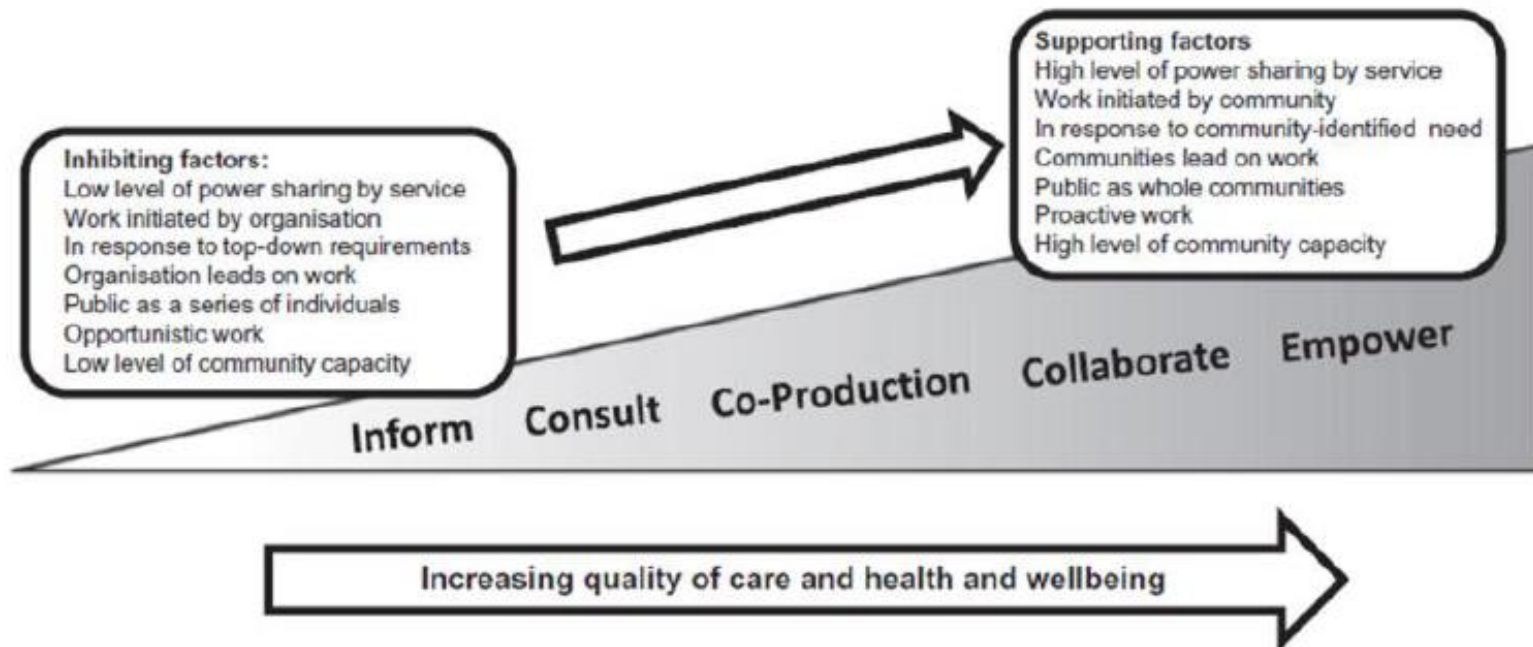 Supporting factors
High level of power sharing by service
Work initiated by community
In response to community-identified need
Communities lead on work
Public as whole communities
Proactive work
High level of community capacity
Inhibiting factors:
Low level of power sharing by service
Work initiated by organisation
In response to top-down requirements
Organisation leads on work
Public as a series of individuals
Opportunistic work
Low level of community capacity
Inform Consult Co-Production Collaborate Empower
Increasing quality of care and health and wellbeing